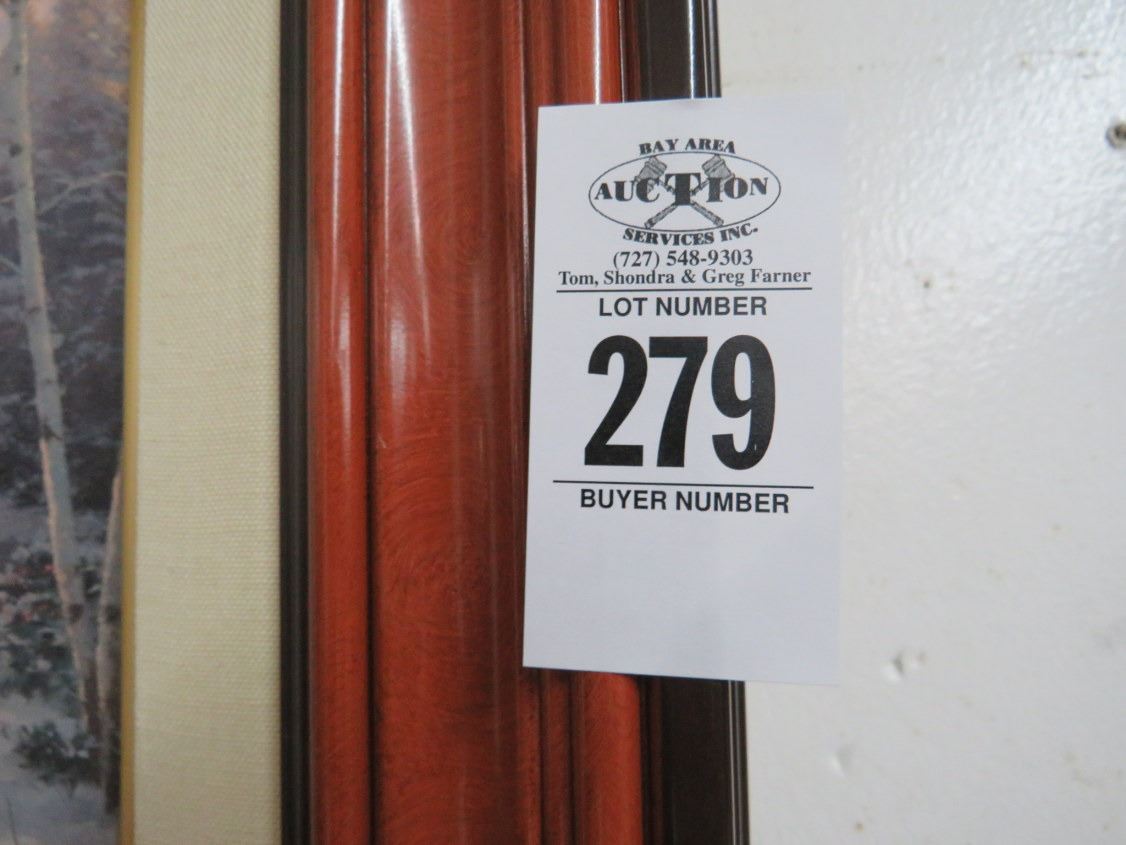 BAY AREA
AUCTION
SERVICES INC.
(727) 548-9303
Tom, Shondra & Greg Farner
LOT NUMBER
279
BUYER NUMBER